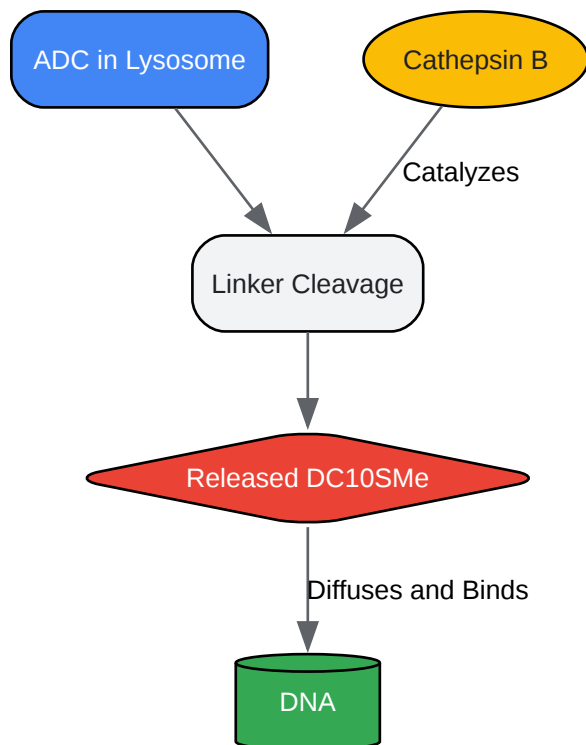 ADC in Lysosome
Cathepsin B
Catalyzes
Linker Cleavage
Released DC10SMe
Diffuses and Binds
DNA